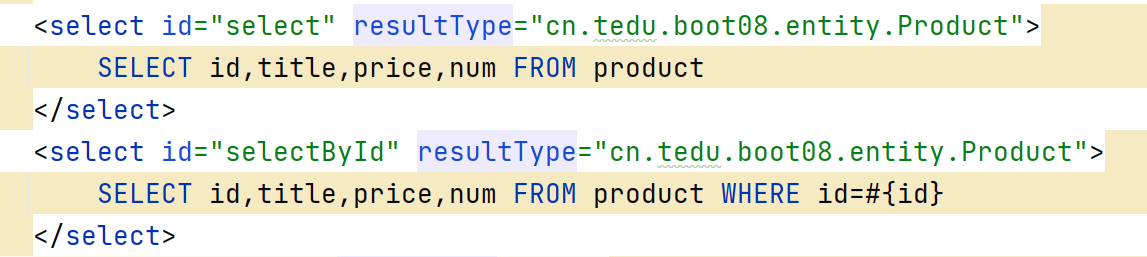 <select id="select" resultType="cn.tedu.boot08.entity.Product">
    SELECT id,title,price,num FROM product
</select>
<select id="selectById" resultType="cn.tedu.boot08.entity.Product">
    SELECT id,title,price,num FROM product WHERE id=#{id}
</select>